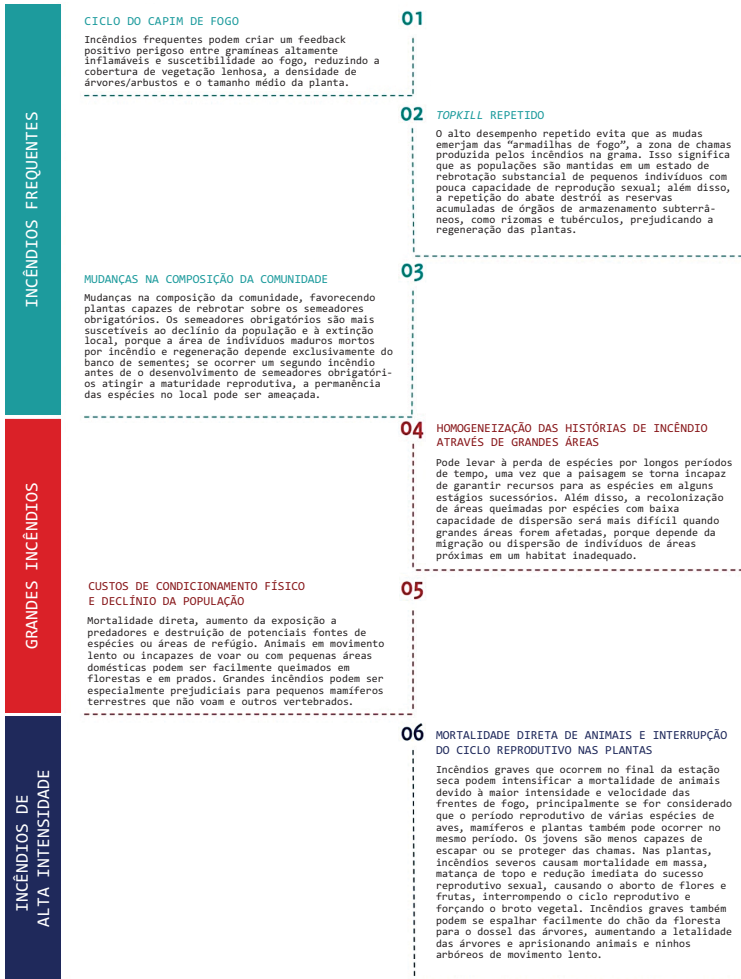 INCÊNDIOS FREQUENTES
CICLO DO CAPIM DE FOGO
01
Incêndios frequentes podem criar um feedback
positivo perigoso entre gramíneas altamente
inflamáveis e suscetibilidade ao fogo, reduzindo a
cobertura de vegetação lenhosa, a densidade de
árvores/arbustos e o tamanho médio da planta.
02
TOPKILL REPETIDO
O alto desempenho repetido evita que as mudas
emerjam das “armadilhas de fogo”, a zona de chamas
produzida pelos incêndios na grama. Isso significa
que as populações são mantidas em um estado de
rebrotação substancial de pequenos indivíduos com
pouca capacidade de reprodução sexual; além disso,
a repetição do abate destrói as reservas
acumuladas de órgãos de armazenamento subterrâ-
neos, como rizomas e tubérculos, prejudicando a
regeneração das plantas.
03
MUDANÇAS NA COMPOSIÇÃO DA COMUNIDADE
Mudanças na composição da comunidade, favorecendo
plantas capazes de rebrotar sobre os semeadores
obrigatórios. Os semeadores obrigatórios são mais
suscetíveis ao declínio da população e à extinção
local, porque a área de indivíduos maduros mortos
por incêndio e regeneração depende exclusivamente do
banco de sementes; se ocorrer um segundo incêndio
antes de o desenvolvimento de semeadores obrigatóri-
os atingir a maturidade reprodutiva, a permanência
das espécies no local pode ser ameaçada.
GRANDES INCÊNDIOS
04
HOMOGENEIZAÇÃO DAS HISTÓRIAS DE INCÊNDIO
ATRAVÉS DE GRANDES ÁREAS
Pode levar à perda de espécies por longos períodos
de tempo, uma vez que a paisagem se torna incapaz
de garantir recursos para as espécies em alguns
estágios sucessórios. Além disso, a recolonização
de áreas queimadas por espécies com baixa
capacidade de dispersão será mais difícil quando
grandes áreas forem afetadas, porque depende da
migração ou dispersão de indivíduos de áreas
próximas em um habitat inadequado.
CUSTOS DE CONDICIONAMENTO FÍSICO
E DECLÍNIO DA POPULAÇÃO
05
Mortalidade direta, aumento da exposição a
predadores e destruição de potenciais fontes de
espécies ou áreas de refúgio. Animais em movimento
lento ou incapazes de voar ou com pequenas áreas
domésticas podem ser facilmente queimados em
florestas e em prados. Grandes incêndios podem ser
especialmente prejudiciais para pequenos mamíferos
terrestres que não voam e outros vertebrados.
INCÊNDIOS DE
ALTA INTENSIDADE
06
MORTALIDADE DIRETA DE ANIMAIS E INTERRUPÇÃO
DO CICLO REPRODUTIVO NAS PLANTAS
Incêndios graves que ocorrem no final da estação
seca podem intensificar a mortalidade de animais
devido à maior intensidade e velocidade das
frentes de fogo, principalmente se for considerado
que o período reprodutivo de várias espécies de
aves, mamíferos e plantas também pode ocorrer no
mesmo período. Os jovens são menos capazes de
escapar ou se proteger das chamas. Nas plantas,
incêndios severos causam mortalidade em massa,
matança de topo e redução imediata do sucesso
reprodutivo sexual, causando o aborto de flores e
frutas, interrompendo o ciclo reprodutivo e
forçando o broto vegetal. Incêndios graves também
podem se espalhar facilmente do chão da floresta
para o dossel das árvores, aumentando a letalidade
das árvores e aprisionando animais e ninhos
arbóreos de movimento lento.